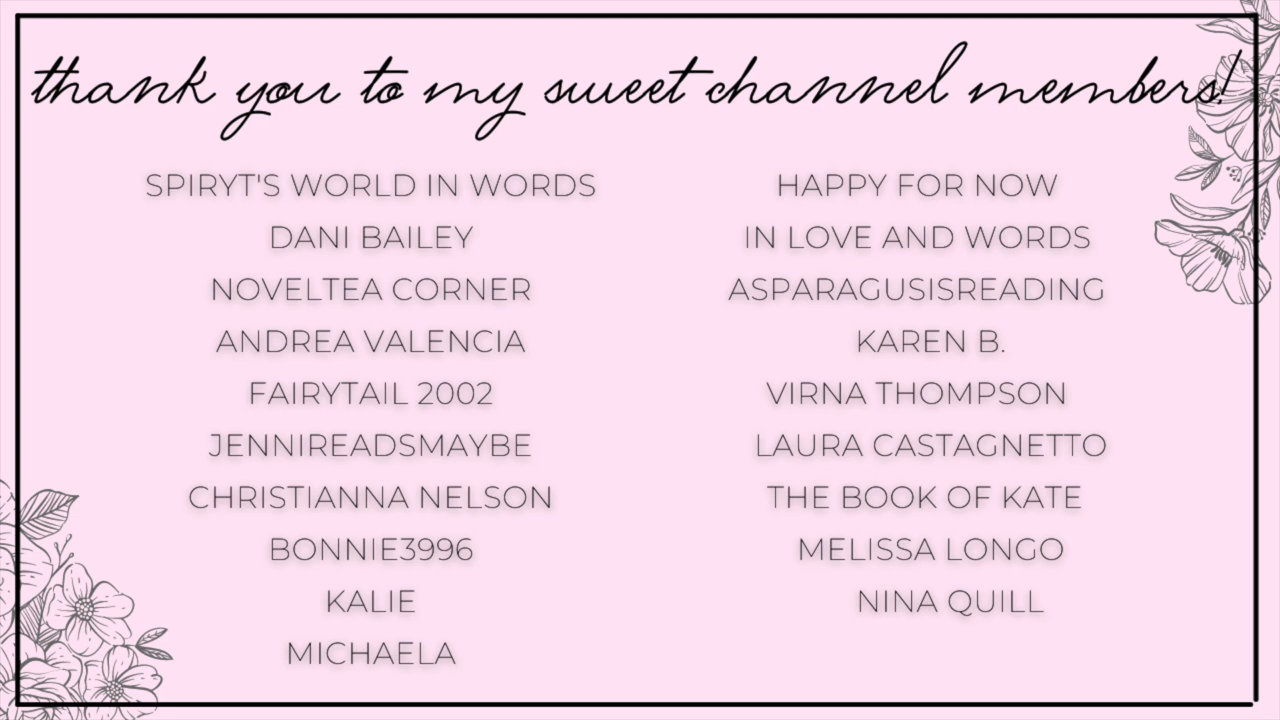 thank you to my sweet channel members!
SPIRYT'S WORLD IN WORDS
DANI BAILEY
NOVELTEA CORNER
ANDREA VALENCIA
FAIRYTAIL 2002
JENNIREADSMAYBE
CHRISTIANNA NELSON
BONNIE3996
KALIE
MICHAELA
HAPPY FOR NOW
IN LOVE AND WORDS
ASPARAGUSISREADING
KAREN B.
VIRNA THOMPSON
LAURA CASTAGNETTO
THE BOOK OF KATE
MELISSA LONGO
NINA QUILL